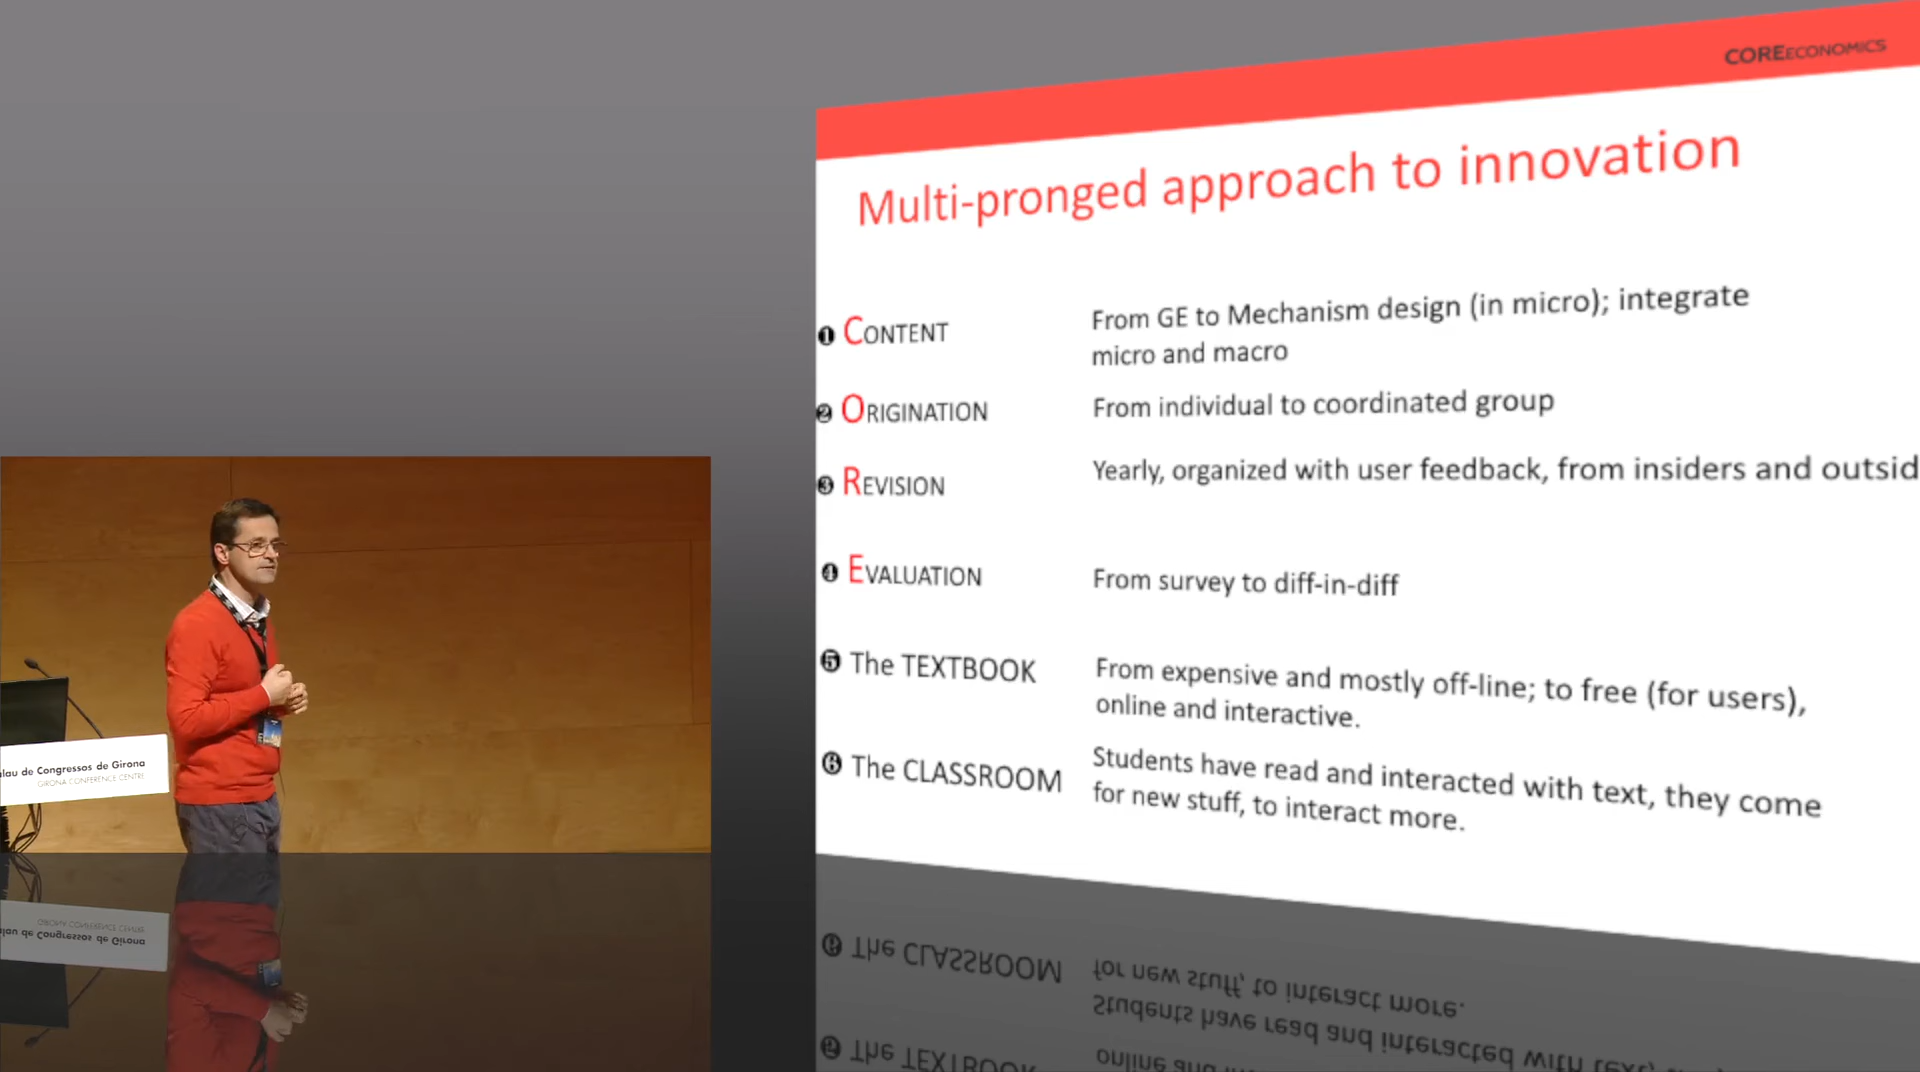 COREECONOMICS
Multi-pronged approach to innovation
❶ CONTENT
From GE to Mechanism design (in micro); integrate
micro and macro
❷ ORIGINATION
From individual to coordinated group
❸ REVISION
Yearly, organized with user feedback, from insiders and outsid
❹ EVALUATION
From survey to diff-in-diff
❺ The TEXTBOOK
From expensive and mostly off-line; to free (for users),
online and interactive.
❻ The CLASSROOM
Students have read and interacted with text, they come
for new stuff, to interact more.
alau de Congressos de Girona
GIRONA CONFERENCE CENTRE